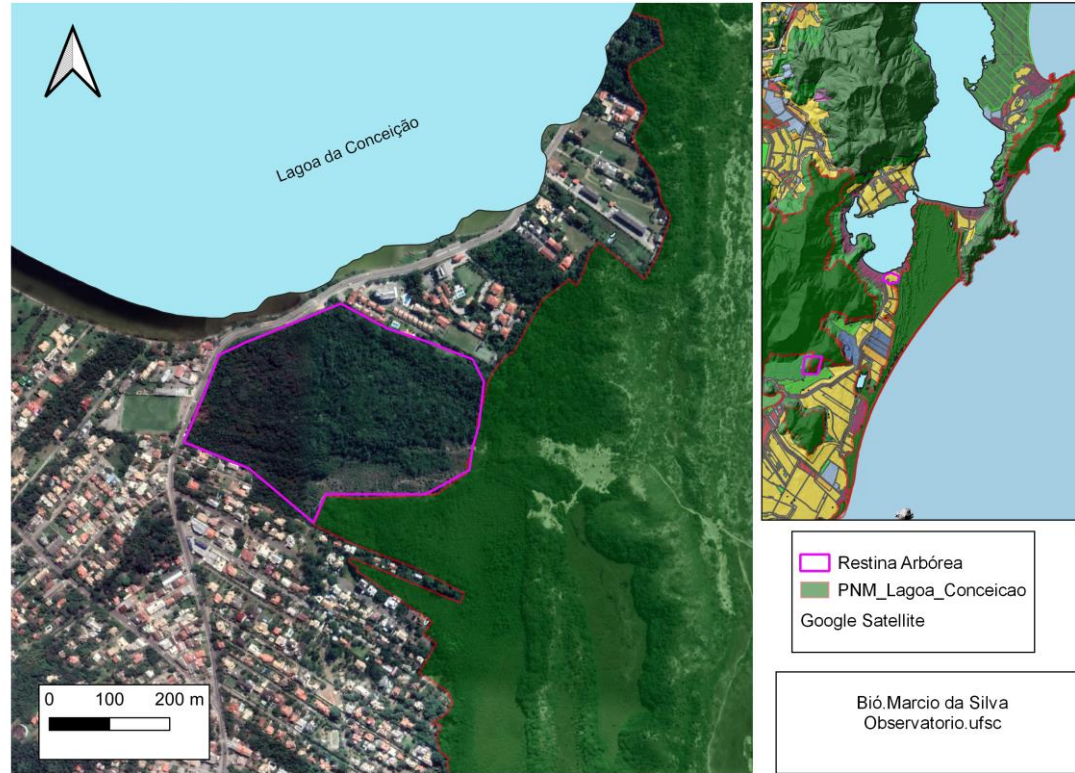 Lagoa da Conceição
0 100 200 m
Restina Arbórea
PNM_Lagoa_Conceicao
Google Satellite
Bió.Marcio da Silva
Observatorio.ufsc